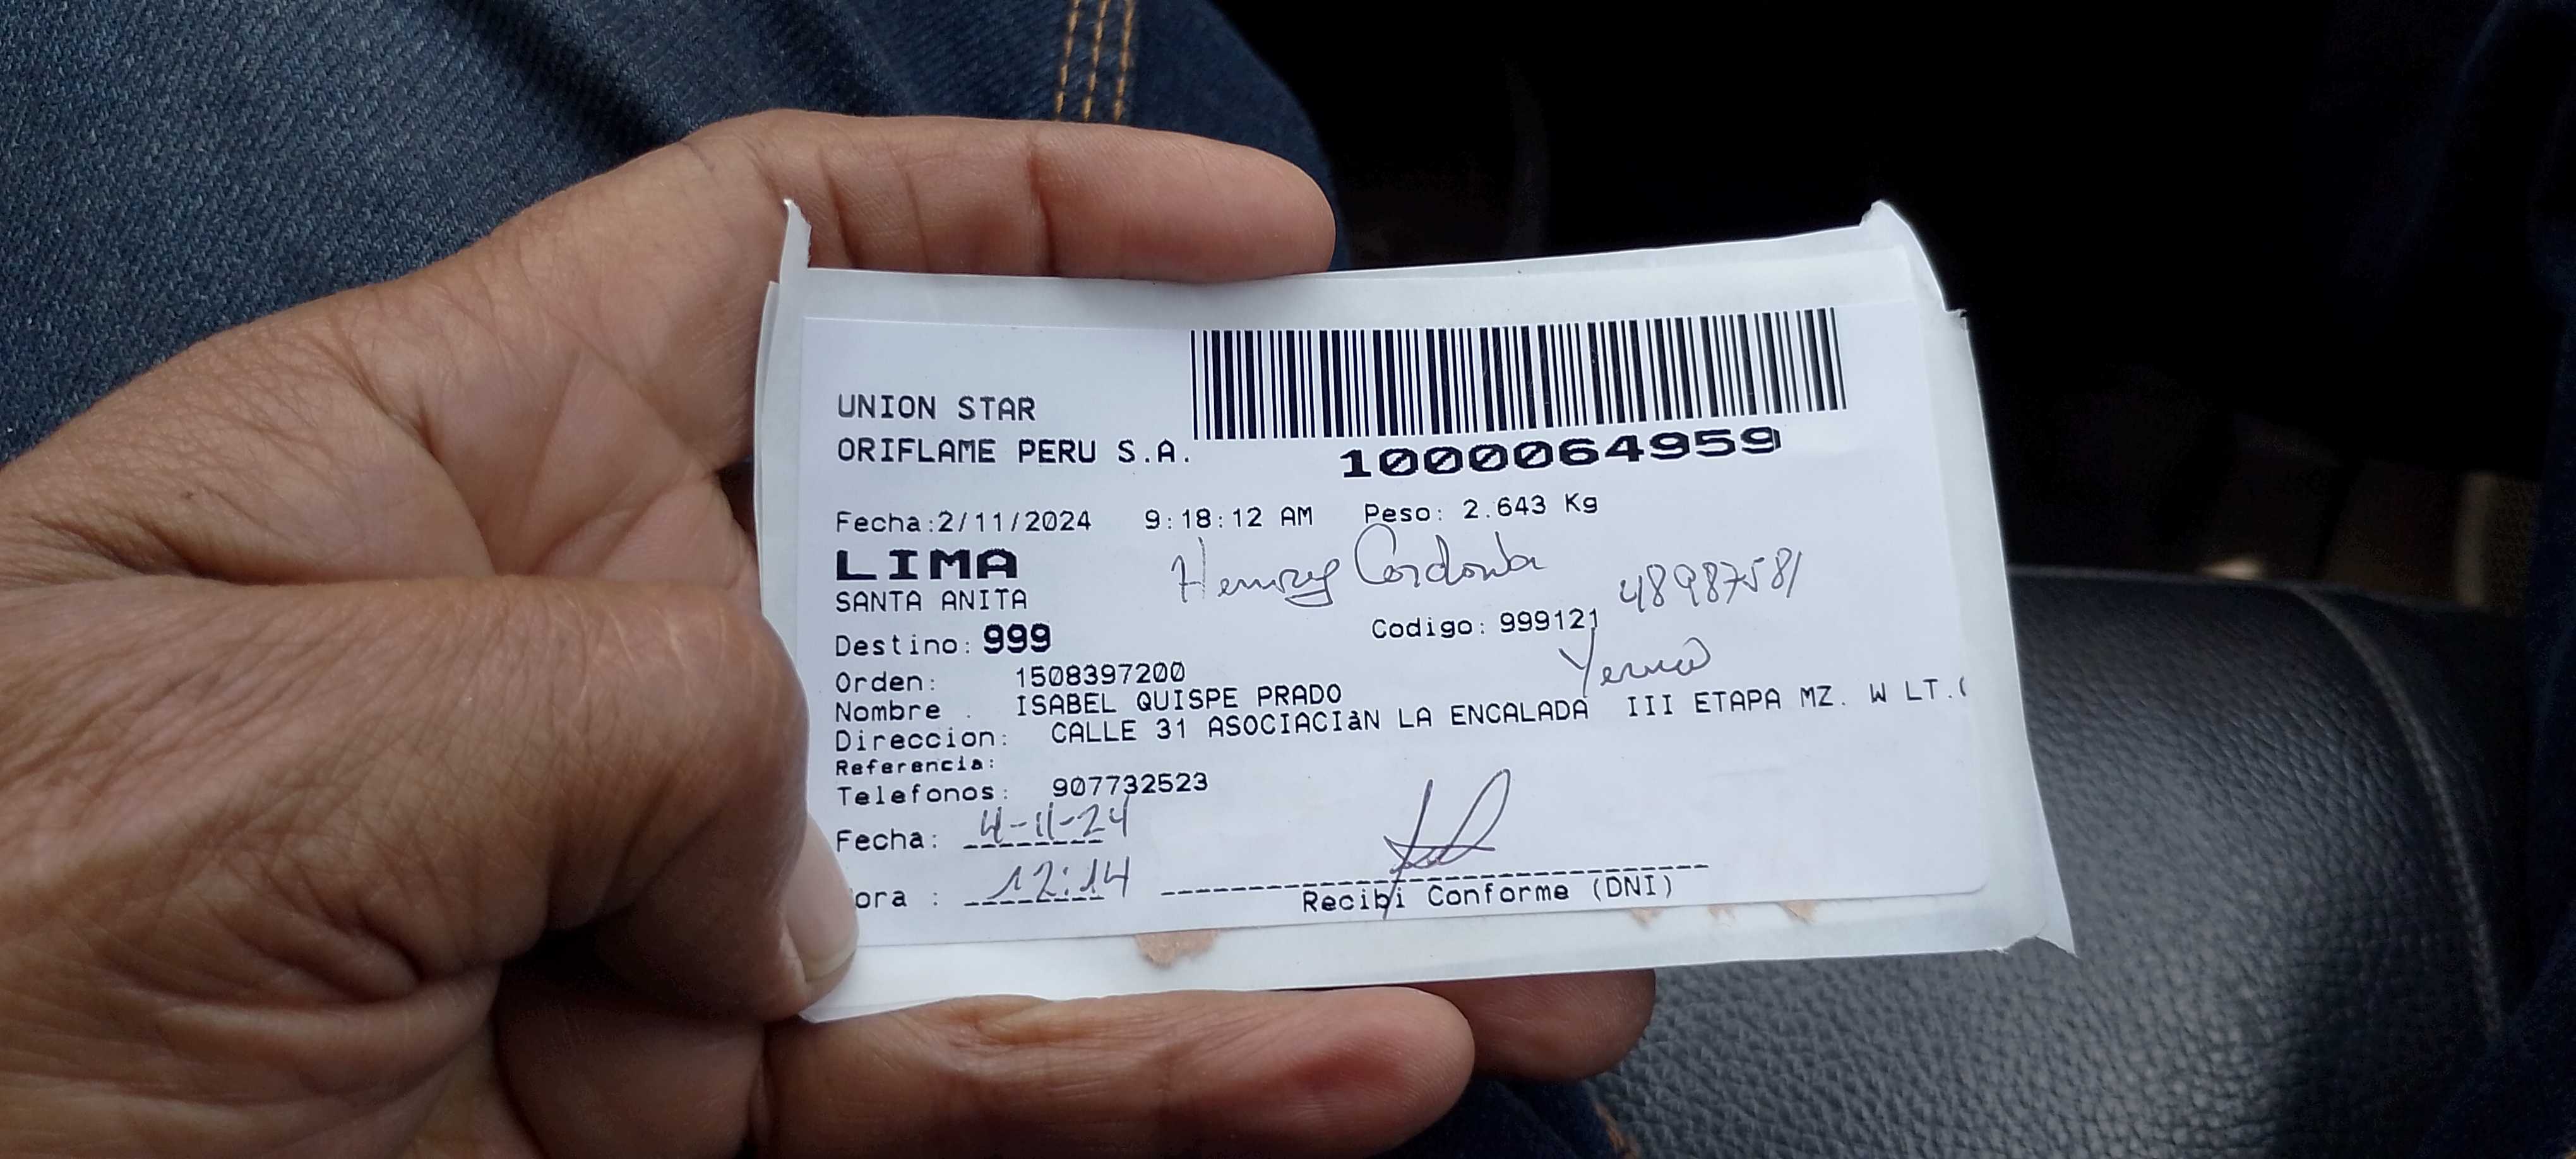 UNION STAR
ORIFLAME PERU S.A.
1000064959
Fecha:2/11/2024 9:18:12 AM Peso: 2.643 Kg
LIMA
Henry Cordoba
SANTA ANITA
48987581
Destino: 999 Codigo: 999121
Orden: 1508397200
Nombre . ISABEL QUISPE PRADO
Direccion: CALLE 31 ASOCIACIàN LA ENCALADA III ETAPA MZ. W LT.(
Referencia:
Telefonos: 907732523
Fecha: 4-11-24
ora : 12:14
Recibi Conforme (DNI)